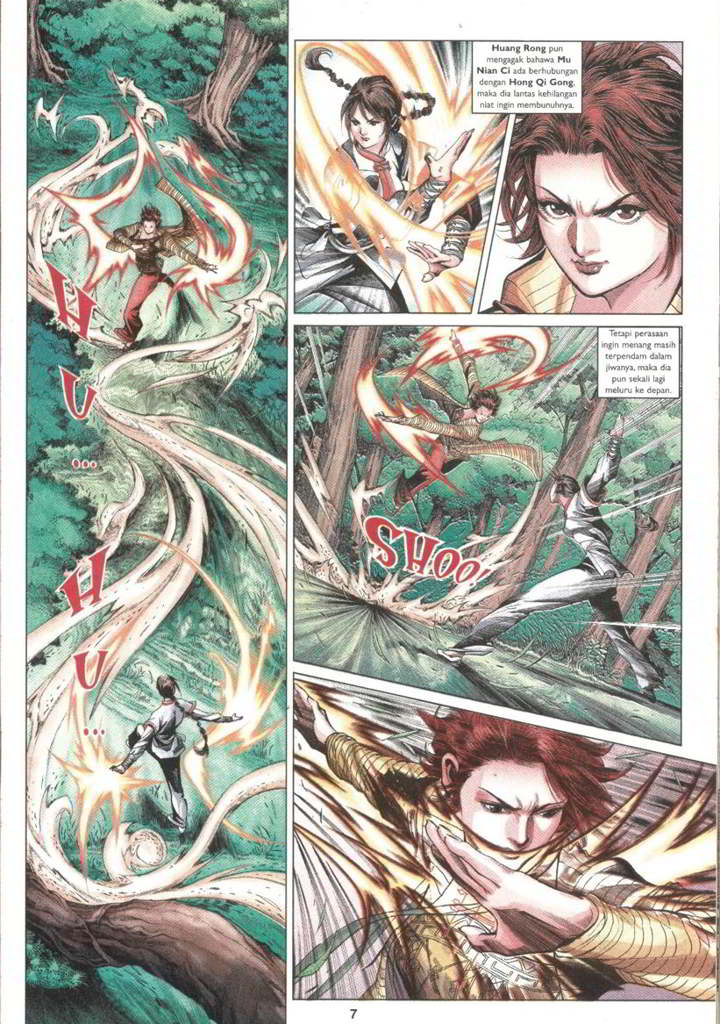 HU...
HU...
Huang Rong pun
mengagak bahawa Mu
Nian Ci ada berhubungan
dengan Hong Qi Gong,
maka dia lantas kehilangan
niat ingin membunuhnya.
Tetapi perasaan
ingin menang masih
terpendam dalam
jiwanya, maka dia
pun sekali lagi
meluru ke depan.
SHOO!
7